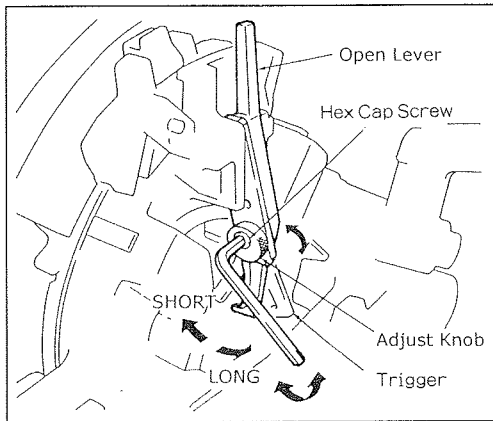 Open Lever
Hex Cap Screw
SHORT
Adjust Knob
LONG
Trigger